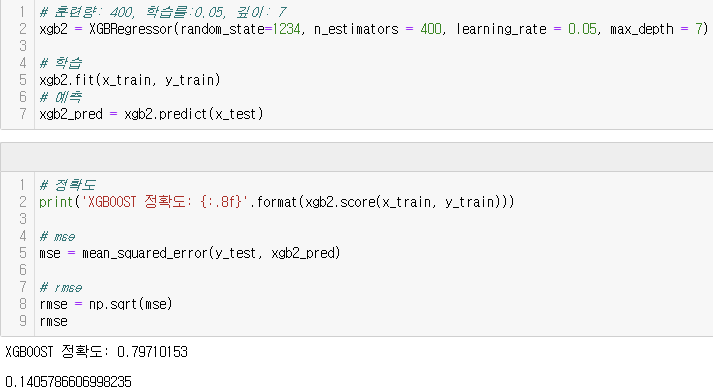 1 # 훈련량: 400, 학습률:0.05, 깊이: 7
2 xgb2 = XGBRegressor(random_state=1234, n_estimators = 400, learning_rate = 0.05, max_depth = 7)
3
4 # 학습
5 xgb2.fit(x_train, y_train)
6 # 예측
7 xgb2_pred = xgb2.predict(x_test)
1 # 정확도
2 print('XGBOOST 정확도: {:.8f}'.format(xgb2.score(x_train, y_train)))
3
4 # mse
5 mse = mean_squared_error(y_test, xgb2_pred)
6
7 # rmse
8 rmse = np.sqrt(mse)
9 rmse
XGBOOST 정확도: 0.79710153
0.1405786606998235